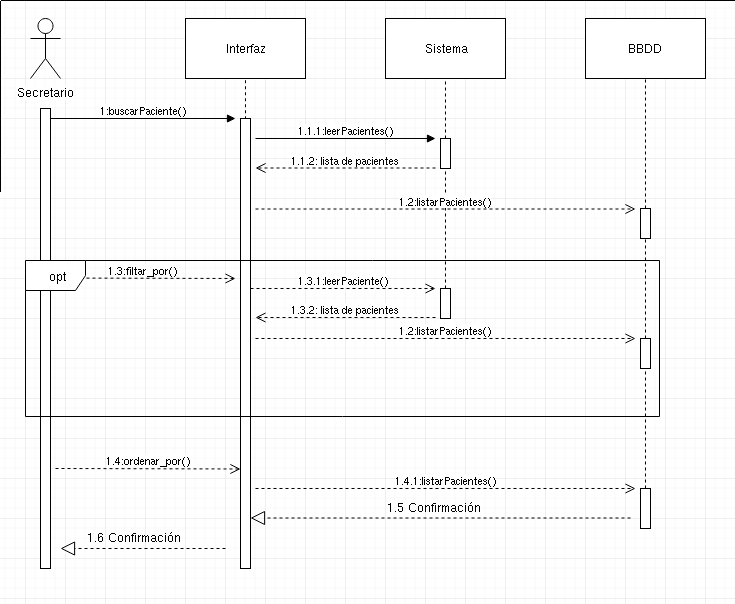 Secretario
Interfaz
Sistema
BBDD
1:buscarPaciente()
1.1.1:leerPacientes()
1.1.2: lista de pacientes
1.2:listarPacientes()
opt
1.3:filtar_por()
1.3.1:leerPaciente()
1.3.2: lista de pacientes
1.2:listarPacientes()
1.4:ordenar_por()
1.4.1:listarPacientes()
1.5 Confirmación
1.6 Confirmación